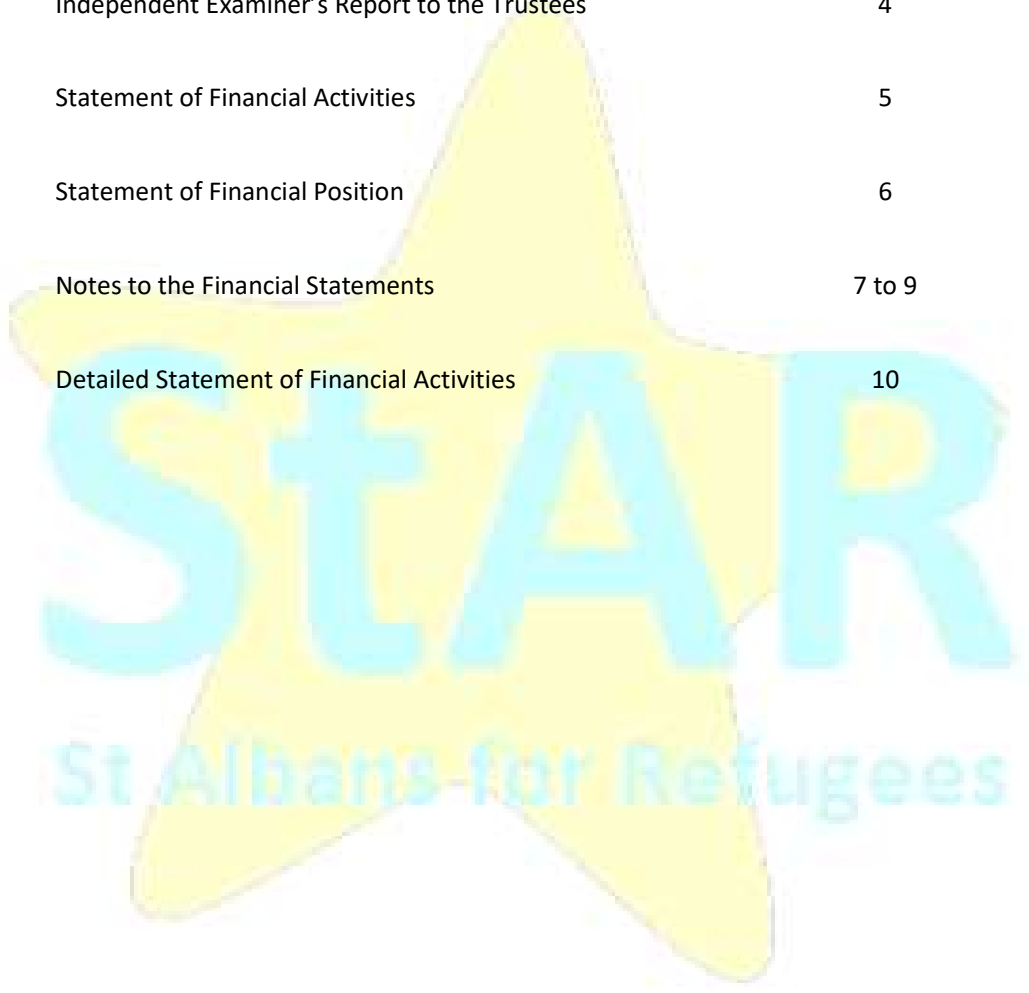 Independent Examiner's Report to the Trustees 4
Statement of Financial Activities 5
Statement of Financial Position 6
Notes to the Financial Statements 7 to 9
Detailed Statement of Financial Activities 10
StAR
St Albans for Refugees